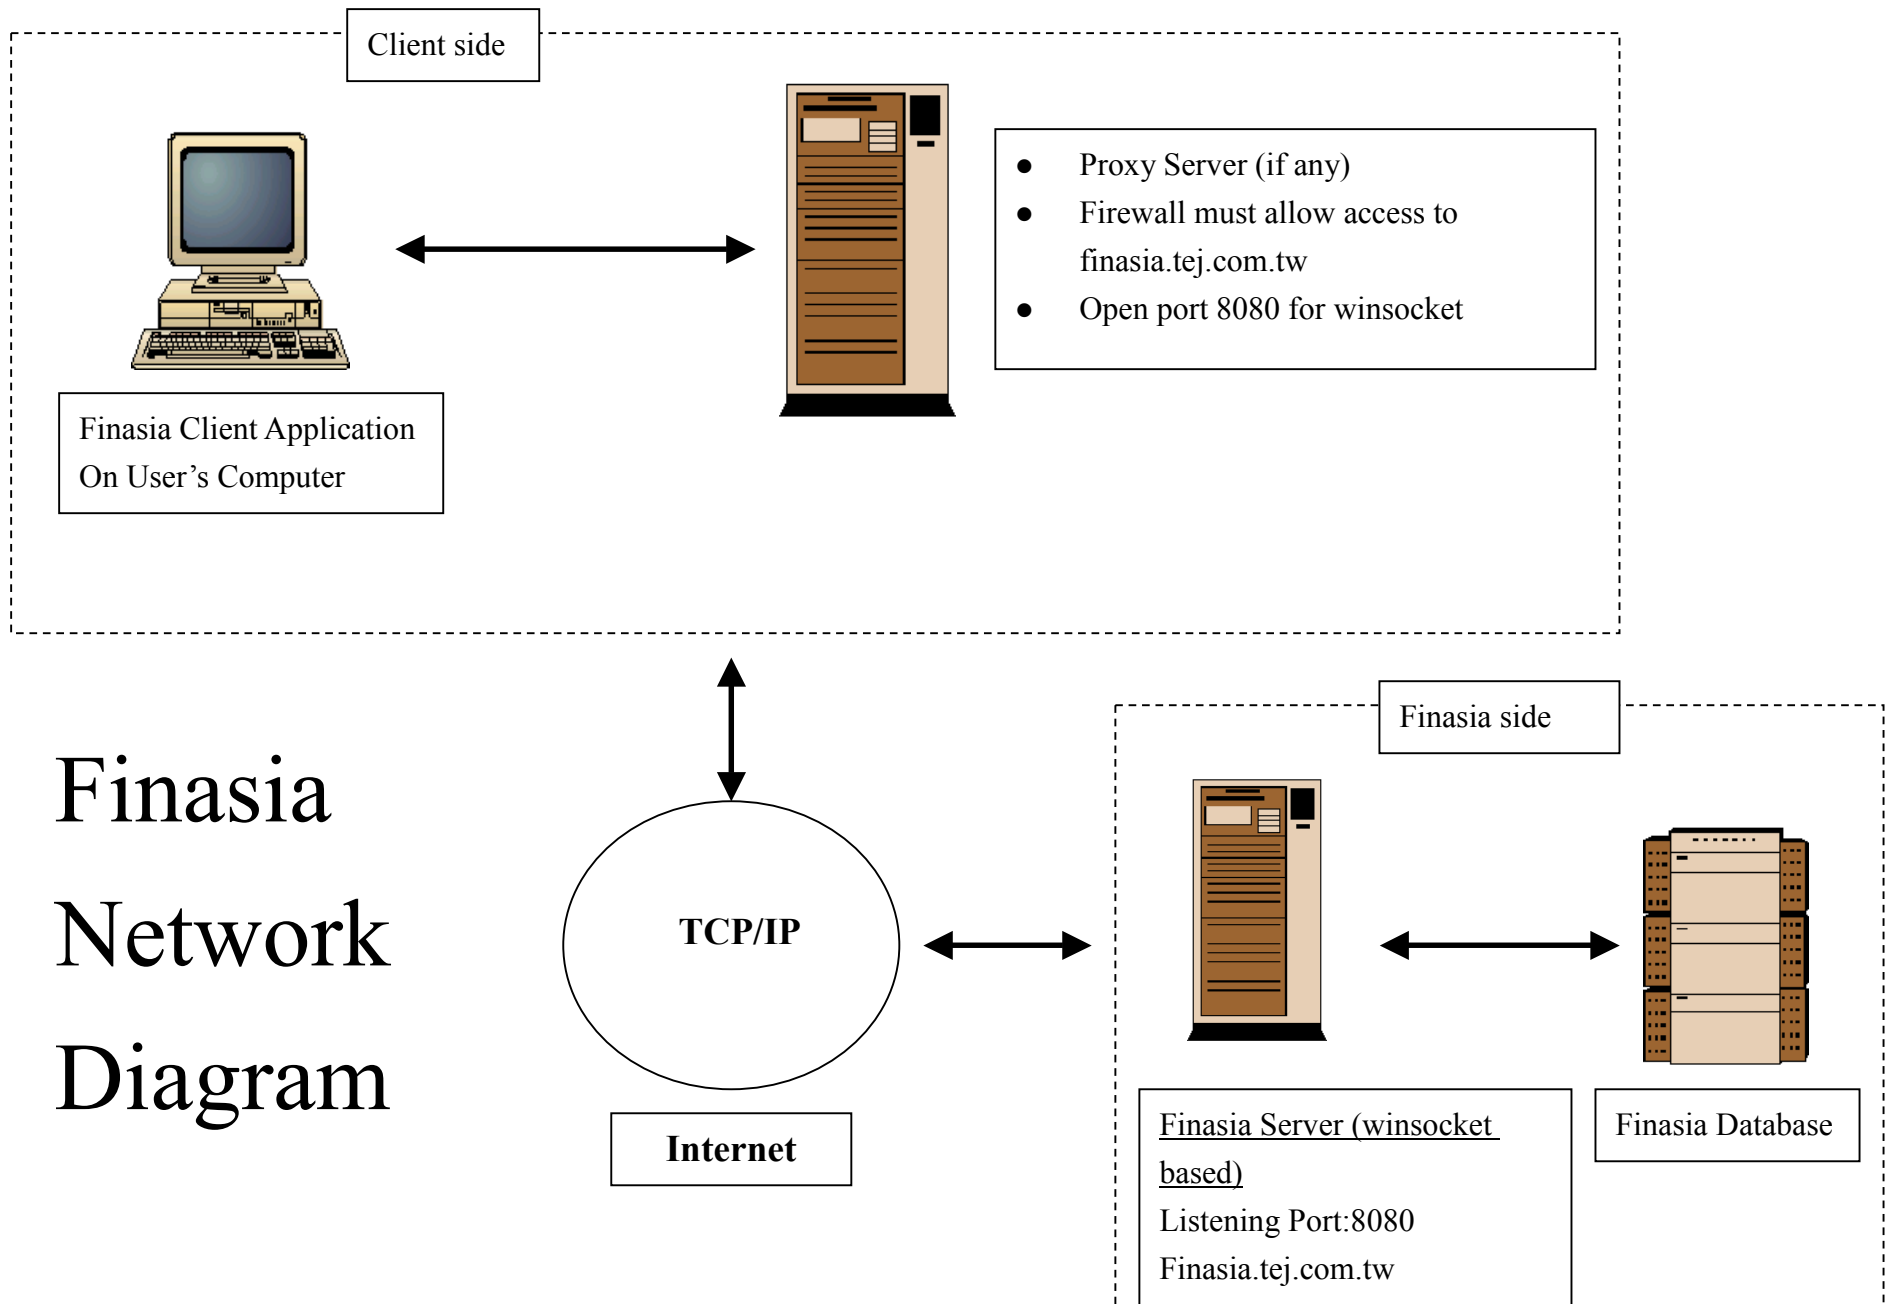 Client side
● Proxy Server (if any)
● Firewall must allow access to
finasia.tej.com.tw
● Open port 8080 for winsocket
Finasia Client Application
On User’s Computer
Finasia
Network
Diagram
TCP/IP
Internet
Finasia side
Finasia Server (winsocket
based)
Listening Port:8080
Finasia.tej.com.tw
Finasia Database